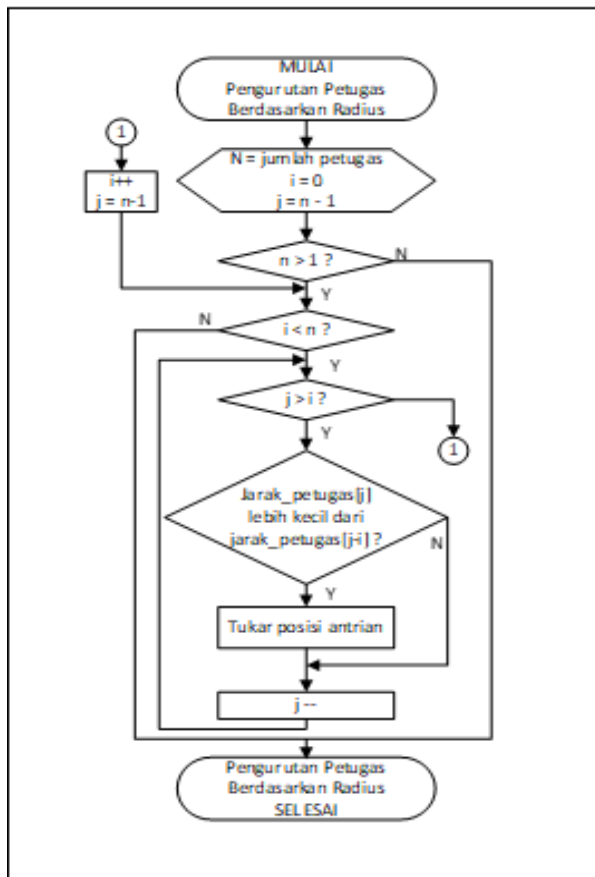 MULAI
Pengurutan Petugas
Berdasarkan Radius
1
i++
j = n-1
N = jumlah petugas
i = 0
j = n - 1
n > 1 ?
N
Y
N
i < n ?
Y
j > i ?
Y
1
Jarak_petugas[j]
lebih kecil dari
jarak_petugas[j-i] ?
N
Y
Tukar posisi antrian
j --
Pengurutan Petugas
Berdasarkan Radius
SELESAI